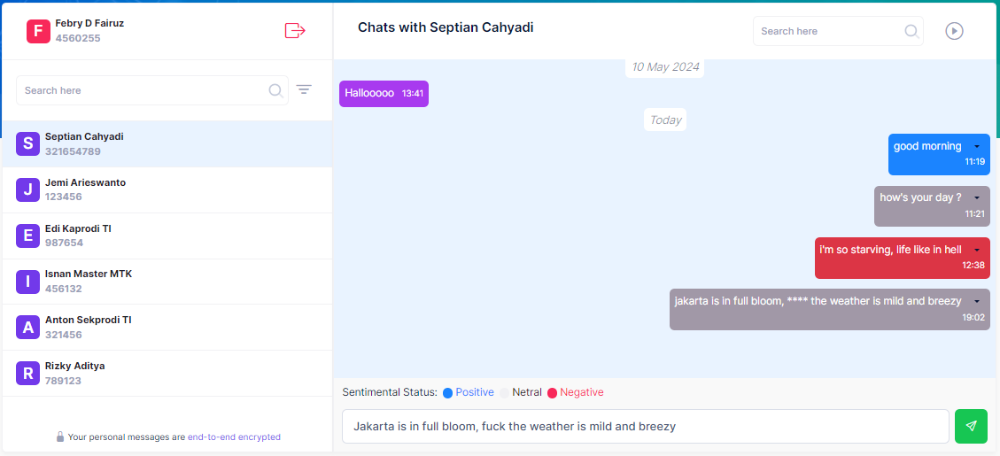 F
Febry D Fairuz
4560255
Search here
S
Septian Cahyadi
321654789
J
Jemi Arieswanto
123456
E
Edi Kaprodi TI
987654
I
Isnan Master MTK
456132
A
Anton Sekprodi TI
321456
R
Rizky Aditya
789123
Your personal messages are end-to-end encrypted
Chats with Septian Cahyadi
Search here
10 May 2024
Hallooooo 13:41
Today
good morning
11:19
how's your day ?
11:21
i'm so starving, life like in hell
12:38
jakarta is in full bloom, **** the weather is mild and breezy
19:02
Sentimental Status: Positive Netral Negative
Jakarta is in full bloom, fuck the weather is mild and breezy